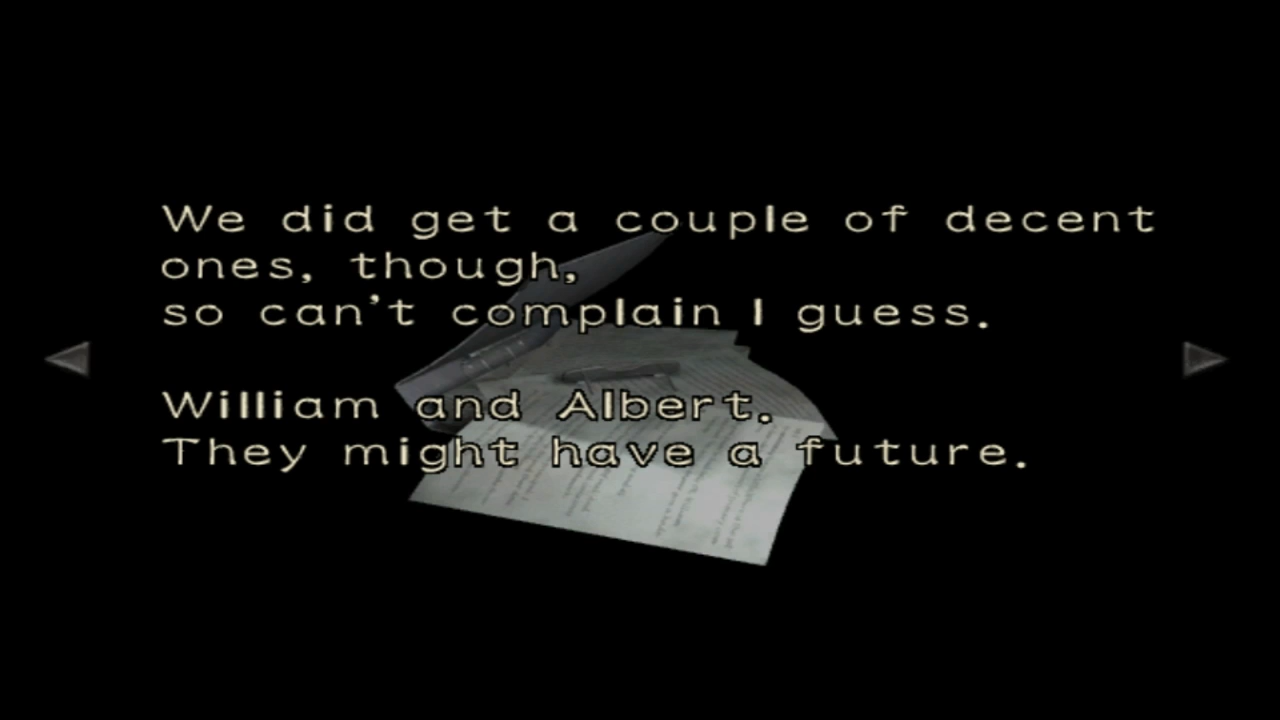 We did get a couple of decent
ones, though,
so can't complain I guess.
William and Albert.
They might have a future.